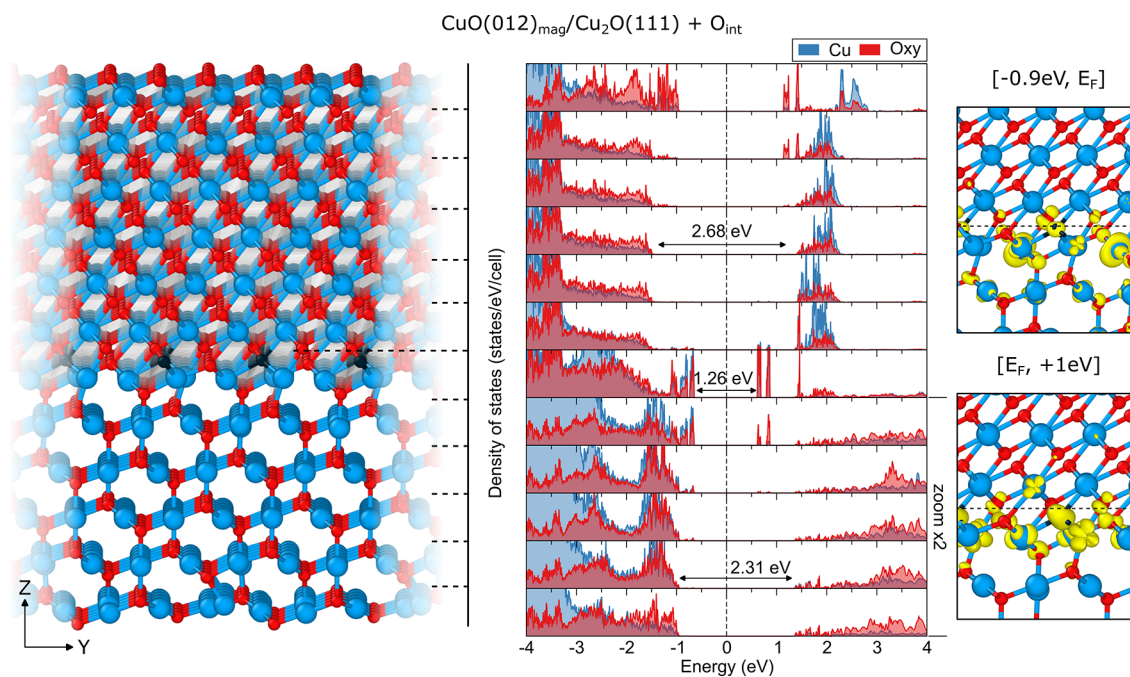 CuO(012)mag/Cu2O(111) + Oint
Cu Oxy
[-0.9eV, EF]
2.68 eV
1.26 eV
[EF, +1eV]
Density of states (states/eV/cell)
zoom x2
2.31 eV
Z
Y
-4 -3 -2 -1 0 1 2 3 4
Energy (eV)